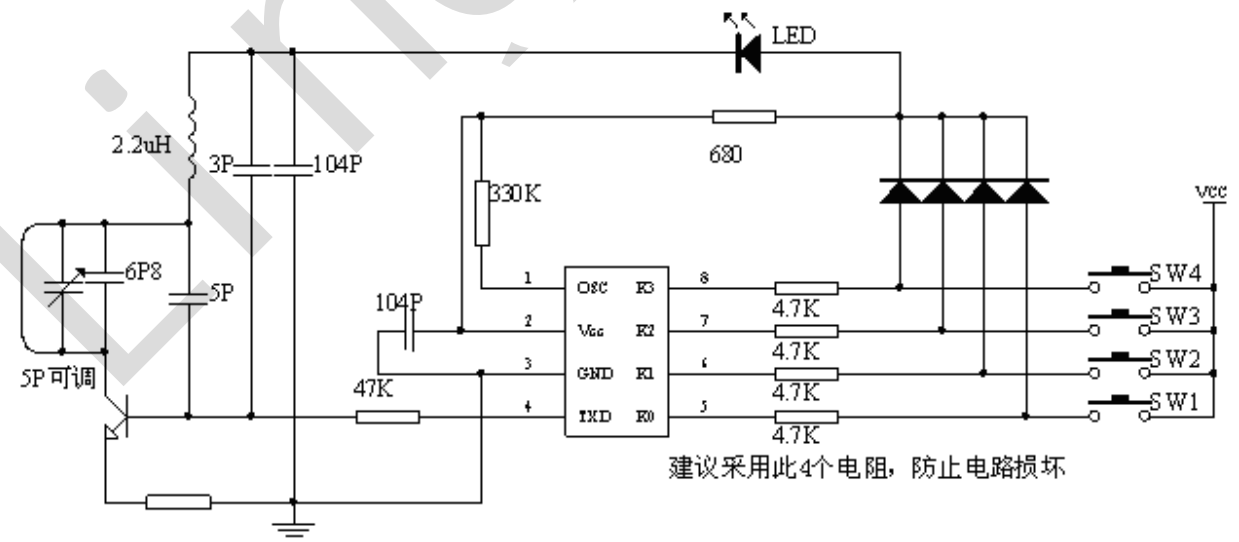 LED
2.2uH
3P
104P
680
330K
VCC
6P8
5P
104P
1
OSC
K3
8
4.7K
SW4
2
Vcc
K2
7
4.7K
SW3
3
GND
K1
6
4.7K
SW2
5P可调
47K
4
TXD
K0
5
4.7K
SW1
建议采用此4个电阻，防止电路损坏